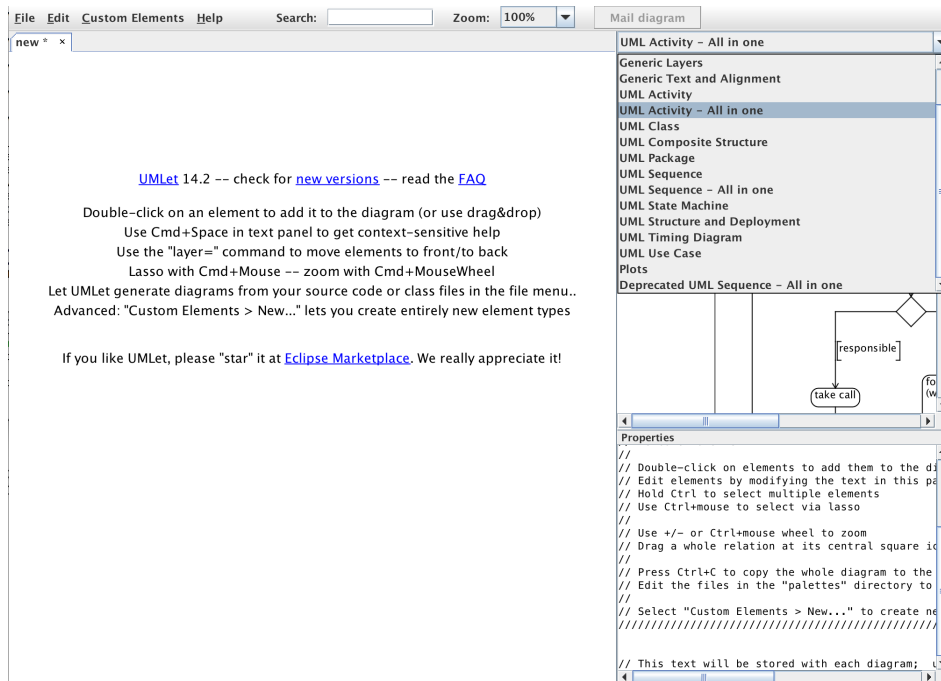 File Edit Custom Elements Help Search: Zoom: 100% Mail diagram
new * ×
UML Activity – All in one
Generic Layers
Generic Text and Alignment
UML Activity
UML Activity – All in one
UML Class
UML Composite Structure
UML Package
UML Sequence
UML Sequence – All in one
UML State Machine
UML Structure and Deployment
UML Timing Diagram
UML Use Case
Plots
Deprecated UML Sequence – All in one
UMLet 14.2 -- check for new versions -- read the FAQ
Double-click on an element to add it to the diagram (or use drag&drop)
Use Cmd+Space in text panel to get context-sensitive help
Use the "layer=" command to move elements to front/to back
Lasso with Cmd+Mouse -- zoom with Cmd+MouseWheel
Let UMLet generate diagrams from your source code or class files in the file menu..
Advanced: "Custom Elements > New..." lets you create entirely new element types
If you like UMLet, please "star" it at Eclipse Marketplace. We really appreciate it!
[responsible]
take call
fo
(w
Properties
//
// Double-click on elements to add them to the di
// Edit elements by modifying the text in this pa
// Hold Ctrl to select multiple elements
// Use Ctrl+mouse to select via lasso
//
// Use +/- or Ctrl+mouse wheel to zoom
// Drag a whole relation at its central square ic
//
// Press Ctrl+C to copy the whole diagram to the
// Edit the files in the "palettes" directory to
//
// Select "Custom Elements > New..." to create ne
////////////////////////////////////////////////
// This text will be stored with each diagram; u